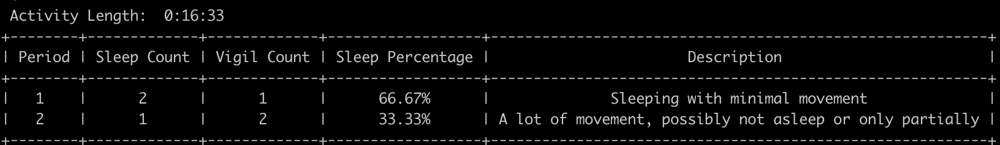 Activity Length:  0:16:33
+--------+-------------+-------------+------------------+----------------------------------------------------------+
| Period | Sleep Count | Vigil Count | Sleep Percentage |                       Description                        |
+--------+-------------+-------------+------------------+----------------------------------------------------------+
|   1    |      2      |      1      |      66.67%      |              Sleeping with minimal movement              |
|   2    |      1      |      2      |      33.33%      | A lot of movement, possibly not asleep or only partially |
+--------+-------------+-------------+------------------+----------------------------------------------------------+